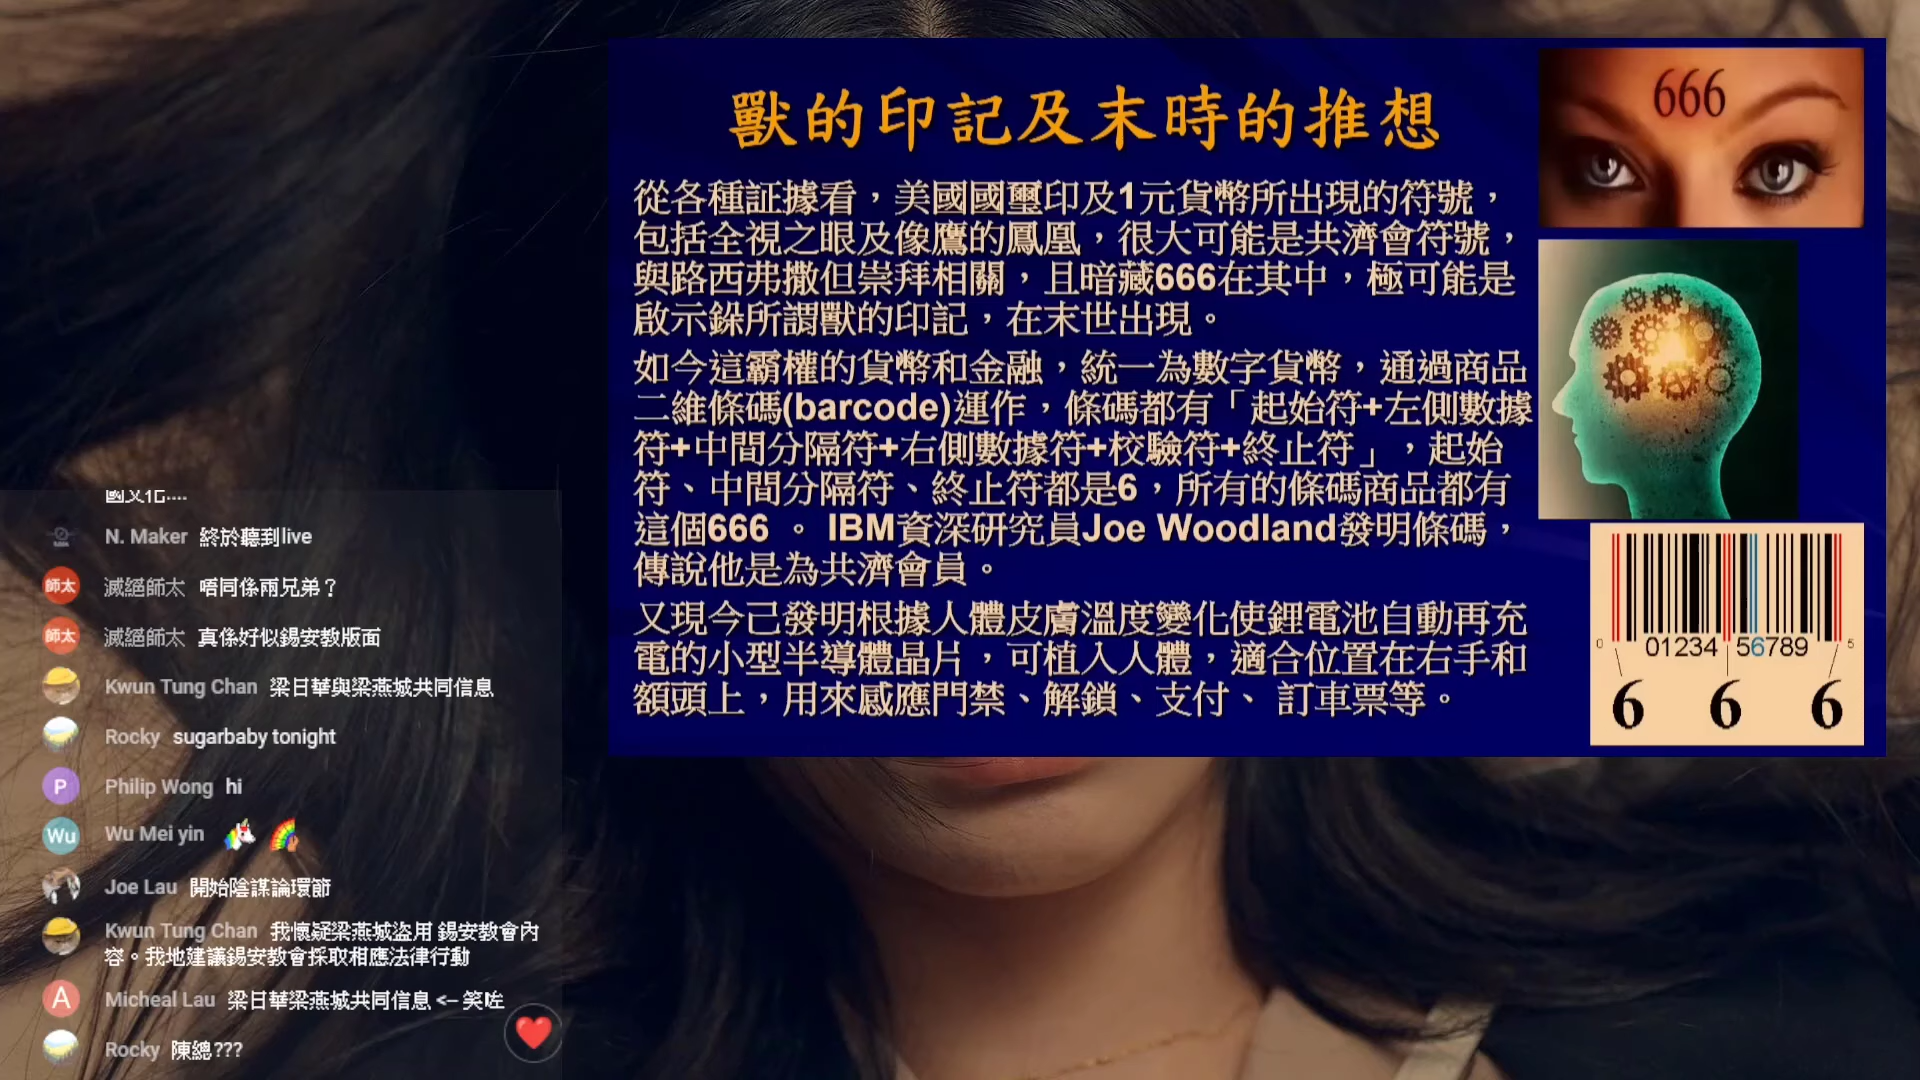 獸的印記及末時的推想
從各種証據看，美國國璽印及1元貨幣所出現的符號，
包括全視之眼及像鷹的鳳凰，很大可能是共濟會符號，
與路西弗撒但崇拜相關，且暗藏666在其中，極可能是
啟示錄所謂獸的印記，在末世出現。
如今這霸權的貨幣和金融，統一為數字貨幣，通過商品
二維條碼(barcode)運作，條碼都有「起始符+左側數據
符+中間分隔符+右側數據符+校驗符+終止符」，起始
符、中間分隔符、終止符都是6，所有的條碼商品都有
這個666 。 IBM資深研究員Joe Woodland發明條碼，
傳說他是為共濟會員。
又現今己發明根據人體皮膚溫度變化使鋰電池自動再充
電的小型半導體晶片，可植入人體，適合位置在右手和
額頭上，用來感應門禁、解鎖、支付、 訂車票等。
666
0 01234 56789 5
6 6 6
國文化....
N. Maker 終於聽到live
師太 滅絕師太 唔同係兩兄弟？
師太 滅絕師太 真係好似錫安教版面
Kwun Tung Chan 梁日華與梁燕城共同信息
Rocky sugarbaby tonight
P Philip Wong hi
Wu Wu Mei yin 🦄 🌈
Joe Lau 開始陰謀論環節
Kwun Tung Chan 我懷疑梁燕城盜用 錫安教會內
容。我地建議錫安教會採取相應法律行動
A Micheal Lau 梁日華梁燕城共同信息 <– 笑咗
Rocky 陳總???